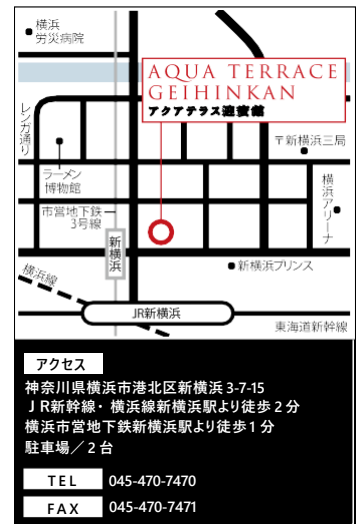 横浜
労災病院
AQUA TERRACE
GEIHINKAN
アクアテラス迎賓館
レンガ通り
〒新横浜三局
ラーメン
博物館
横浜アリーナ
市営地下鉄
3号線
新横浜
新横浜プリンス
横浜線
JR新横浜
東海道新幹線
アクセス
神奈川県横浜市港北区新横浜 3-7-15
ＪＲ新幹線・横浜線新横浜駅より徒歩 2 分
横浜市営地下鉄新横浜駅より徒歩 1 分
駐車場／ 2 台
TEL 045-470-7470
FAX 045-470-7471